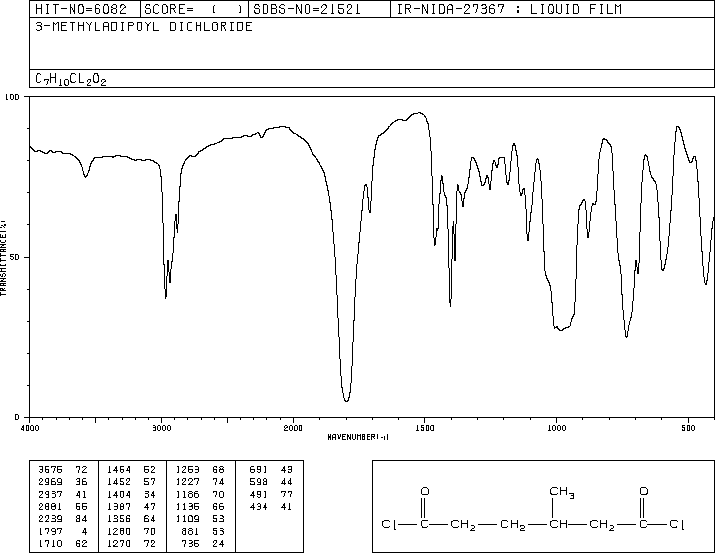 HIT-NO=6082 SCORE= ( ) SDBS-NO=21521 IR-NIDA-27367 : LIQUID FILM
3-METHYLADIPOYL DICHLORIDE
C7H10CL2O2
100
50
0
TRANSMITTANCE(%)
4000 3000 2000 1500 1000 500
WAVENUMBER(-1)
3575 72 1464 52 1253 68 691 43
2969 36 1452 57 1227 74 598 44
2937 41 1404 34 1186 70 491 77
2881 55 1387 47 1135 66 434 41
2239 84 1356 64 1109 53
1797 4 1280 70 881 53
1710 62 1270 72 735 24
O CH3 O
Cl—C—CH2—CH2—CH—CH2—C—Cl